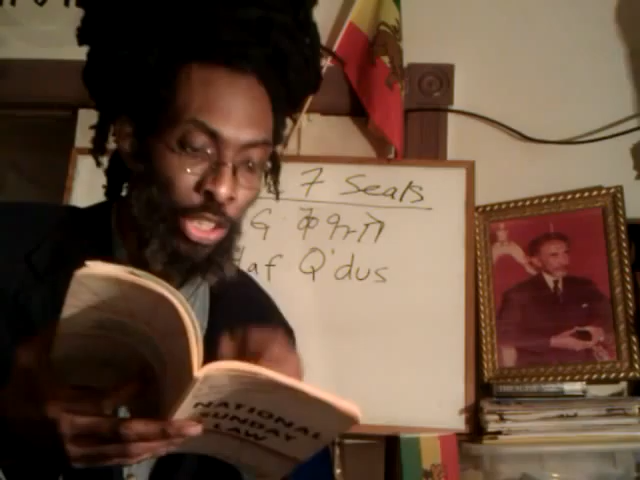 7 Seals
ቅዱስ
af Q'dus
NATIONAL
SUNDAY
LAW